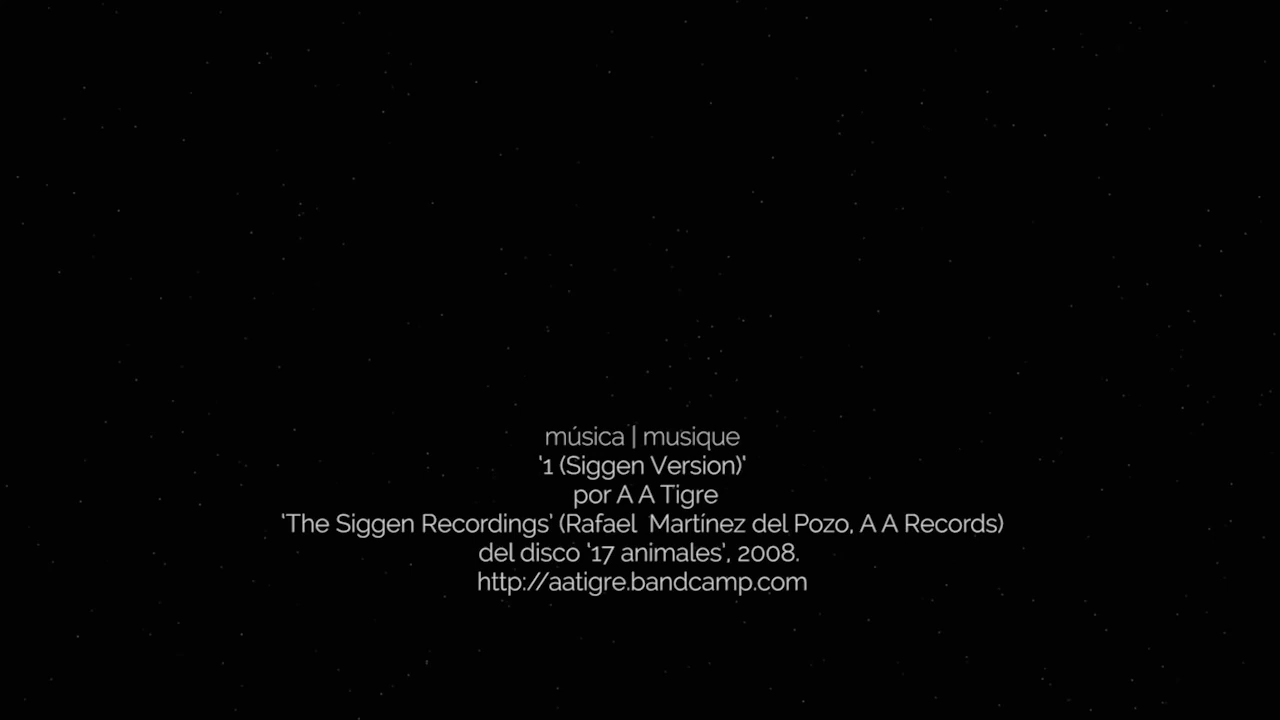 música | musique
'1 (Siggen Version)'
por A A Tigre
‘The Siggen Recordings’ (Rafael  Martínez del Pozo, A A Records)
del disco ‘17 animales’, 2008.
http://aatigre.bandcamp.com